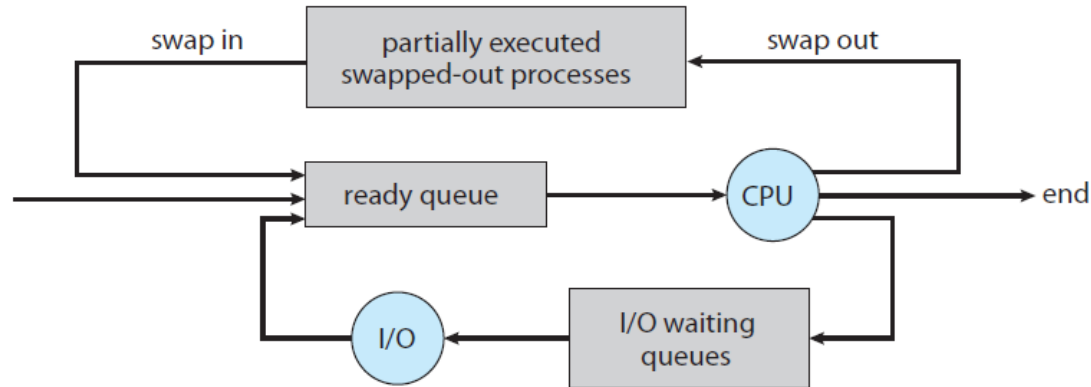 swap in
partially executed
swapped-out processes
swap out
ready queue
CPU
end
I/O
I/O waiting
queues